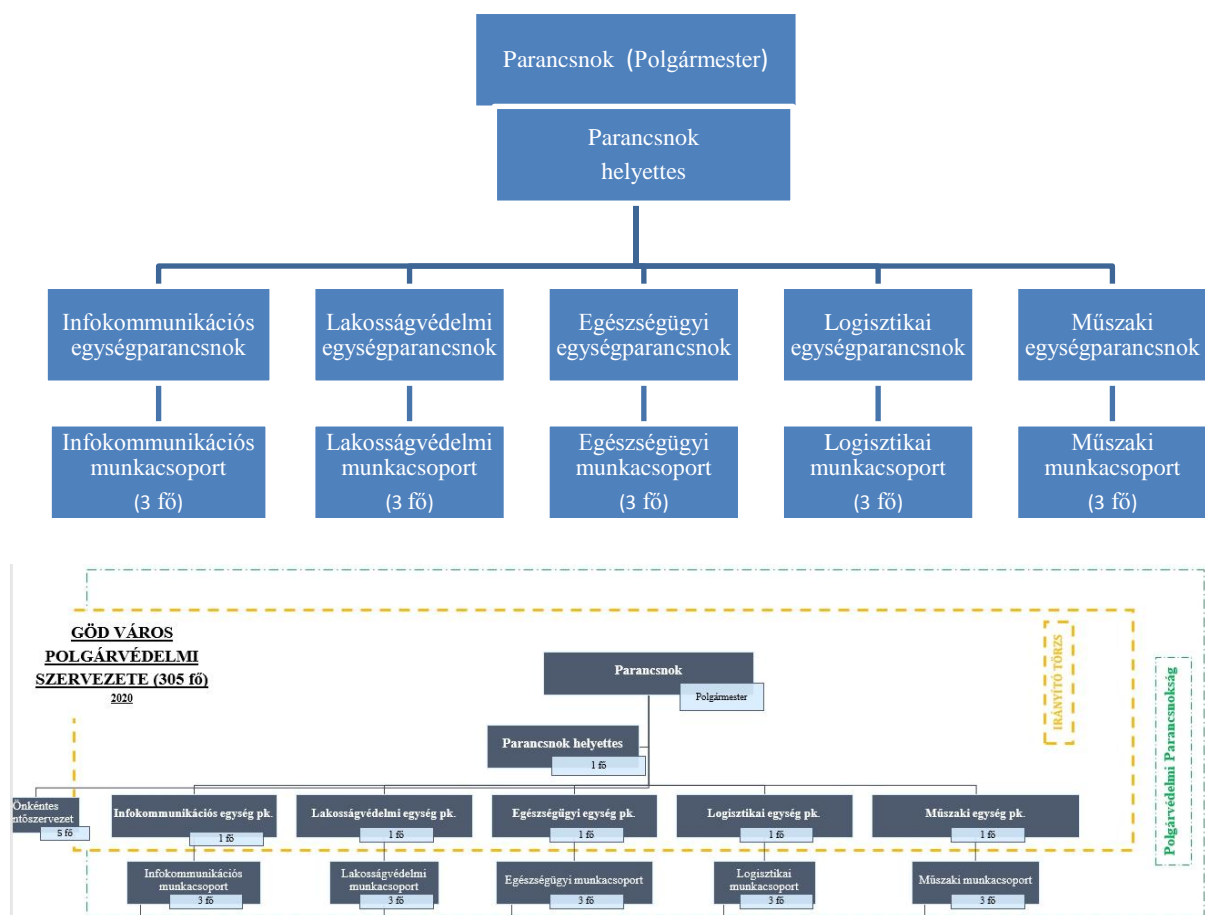 Parancsnok (Polgármester)
Parancsnok
helyettes
Infokommunikációs
egységparancsnok
Lakosságvédelmi
egységparancsnok
Egészségügyi
egységparancsnok
Logisztikai
egységparancsnok
Műszaki
egységparancsnok
Infokommunikációs
munkacsoport
(3 fő)
Lakosságvédelmi
munkacsoport
(3 fő)
Egészségügyi
munkacsoport
(3 fő)
Logisztikai
munkacsoport
(3 fő)
Műszaki
munkacsoport
(3 fő)
GÖD VÁROS
POLGÁRVÉDELMI
SZERVEZETE (305 fő)
2020
Parancsnok
Polgármester
IRÁNYÍTÓ TÖRZS
Polgárvédelmi Parancsnokság
Parancsnok helyettes
1 fő
Önkéntes
ntőszervezet
5 fő
Infokommunikációs egység pk.
1 fő
Lakosságvédelmi egység pk.
1 fő
Egészségügyi egység pk.
1 fő
Logisztikai egység pk.
1 fő
Műszaki egység pk.
1 fő
Infokommunikációs
munkacsoport
3 fő
Lakosságvédelmi
munkacsoport
3 fő
Egészségügyi munkacsoport
3 fő
Logisztikai
munkacsoport
3 fő
Műszaki munkacsoport
3 fő